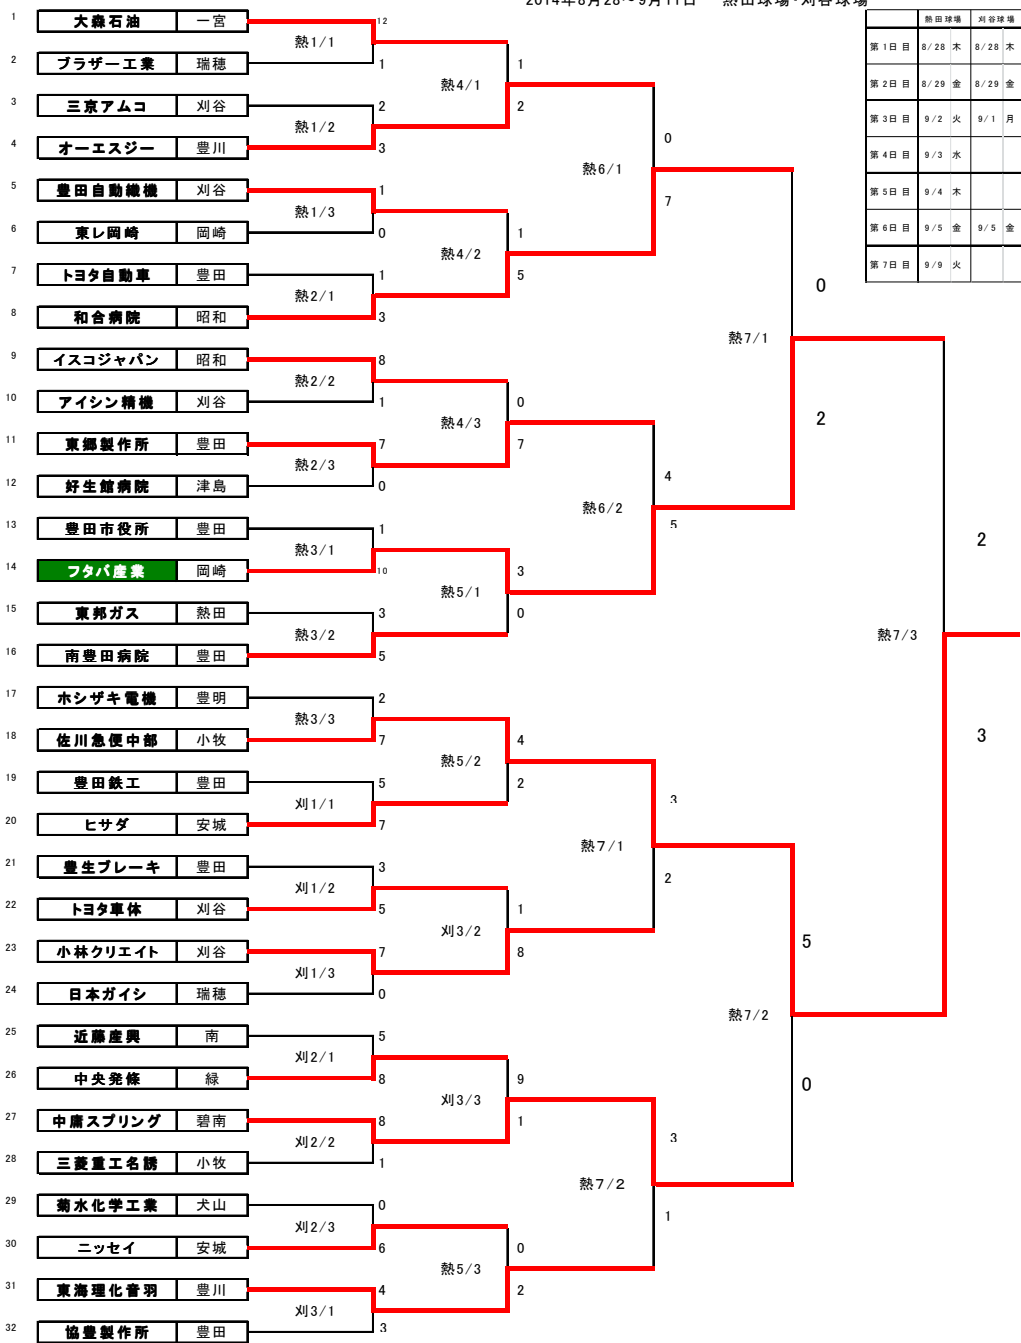 2014年8月28~9月11日 熱田球場・刈谷球場
熱田球場 刈谷球場
第1日目 8/28 木 8/28 木
第2日目 8/29 金 8/29 金
第3日目 9/2 火 9/1 月
第4日目 9/3 水
第5日目 9/4 木
第6日目 9/5 金 9/5 金
第7日目 9/9 火
1 大森石油 一宮 12
熱1/1
2 ブラザー工業 瑞穂 1
熱4/1 1 2
3 三京アムコ 刈谷 2
熱1/2
4 オーエスジー 豊川 3
熱6/1 0 7
5 豊田自動織機 刈谷 1
熱1/3
6 東レ岡崎 岡崎 0
熱4/2 1 5
7 トヨタ自動車 豊田 1
熱2/1
8 和合病院 昭和 3
熱7/1 0 2
9 イスコジャパン 昭和 8
熱2/2
10 アイシン精機 刈谷 1
熱4/3 0 7
11 東郷製作所 豊田 7
熱2/3
12 好生館病院 津島 0
熱6/2 4 5
13 豊田市役所 豊田 1
熱3/1
14 フタバ産業 岡崎 10
熱5/1 3 0
15 東邦ガス 熱田 3
熱3/2
16 南豊田病院 豊田 5
熱7/3 2 3
17 ホシザキ電機 豊明 2
熱3/3
18 佐川急便中部 小牧 7
熱5/2 4 2
19 豊田鉄工 豊田 5
刈1/1
20 ヒサダ 安城 7
熱7/1 3 2
21 豊生ブレーキ 豊田 3
刈1/2
22 トヨタ車体 刈谷 5
刈3/2 1 8
23 小林クリエイト 刈谷 7
刈1/3
24 日本ガイシ 瑞穂 0
熱7/2 5 0
25 近藤産興 南 5
刈2/1
26 中央発條 緑 8
刈3/3 9 1
27 中庸スプリング 碧南 8
刈2/2
28 三菱重工名誘 小牧 1
熱7/2 3 1
29 菊水化学工業 犬山 0
刈2/3
30 ニッセイ 安城 6
熱5/3 0 2
31 東海理化音羽 豊川 4
刈3/1
32 協豊製作所 豊田 3